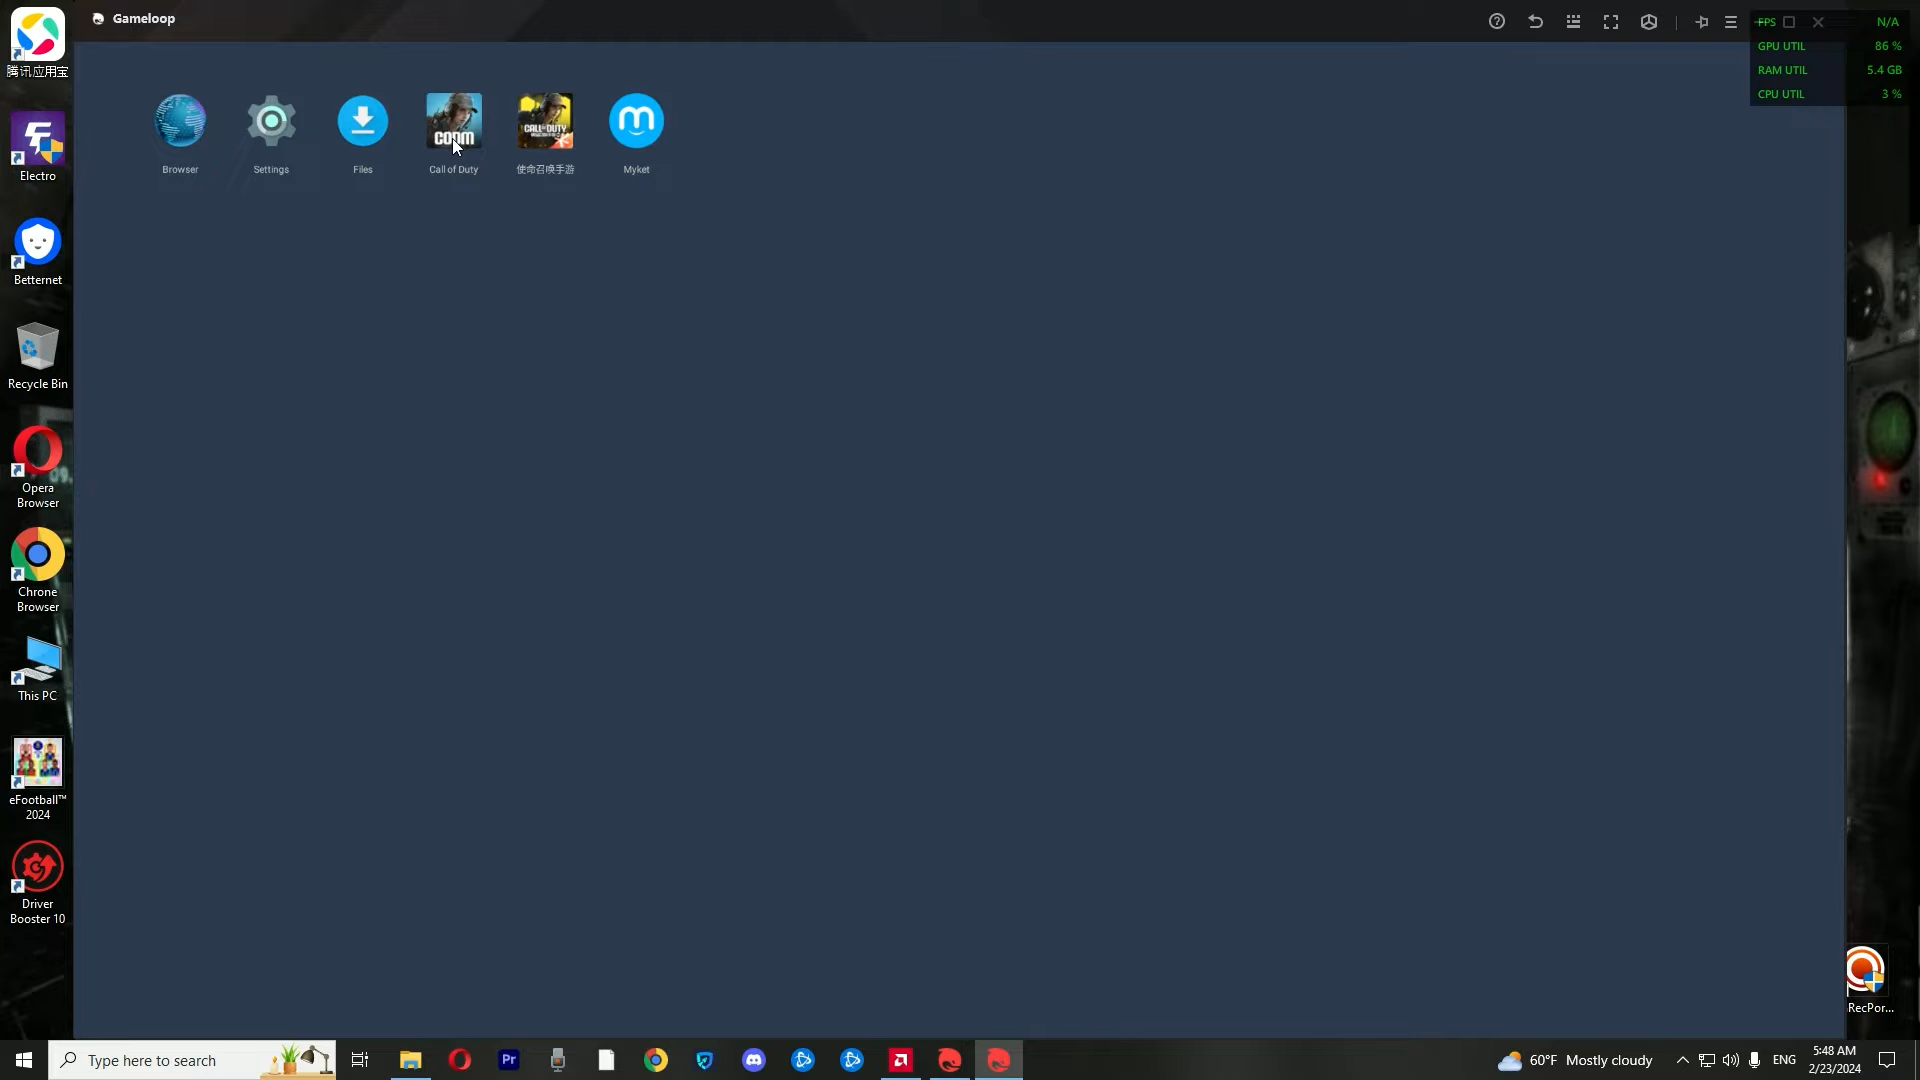 Gameloop
FPS N/A
GPU UTIL 86 %
RAM UTIL 5.4 GB
CPU UTIL 3 %
腾讯应用宝
Electro
Betternet
Recycle Bin
Opera
Browser
Chrone
Browser
This PC
eFootball™
2024
Driver
Booster 10
CODM
CALL OF DUTY
Browser
Settings
Files
Call of Duty
使命召唤手游
Myket
RecPor...
Type here to search
Pr
60°F Mostly cloudy
ENG
5:48 AM
2/23/2024